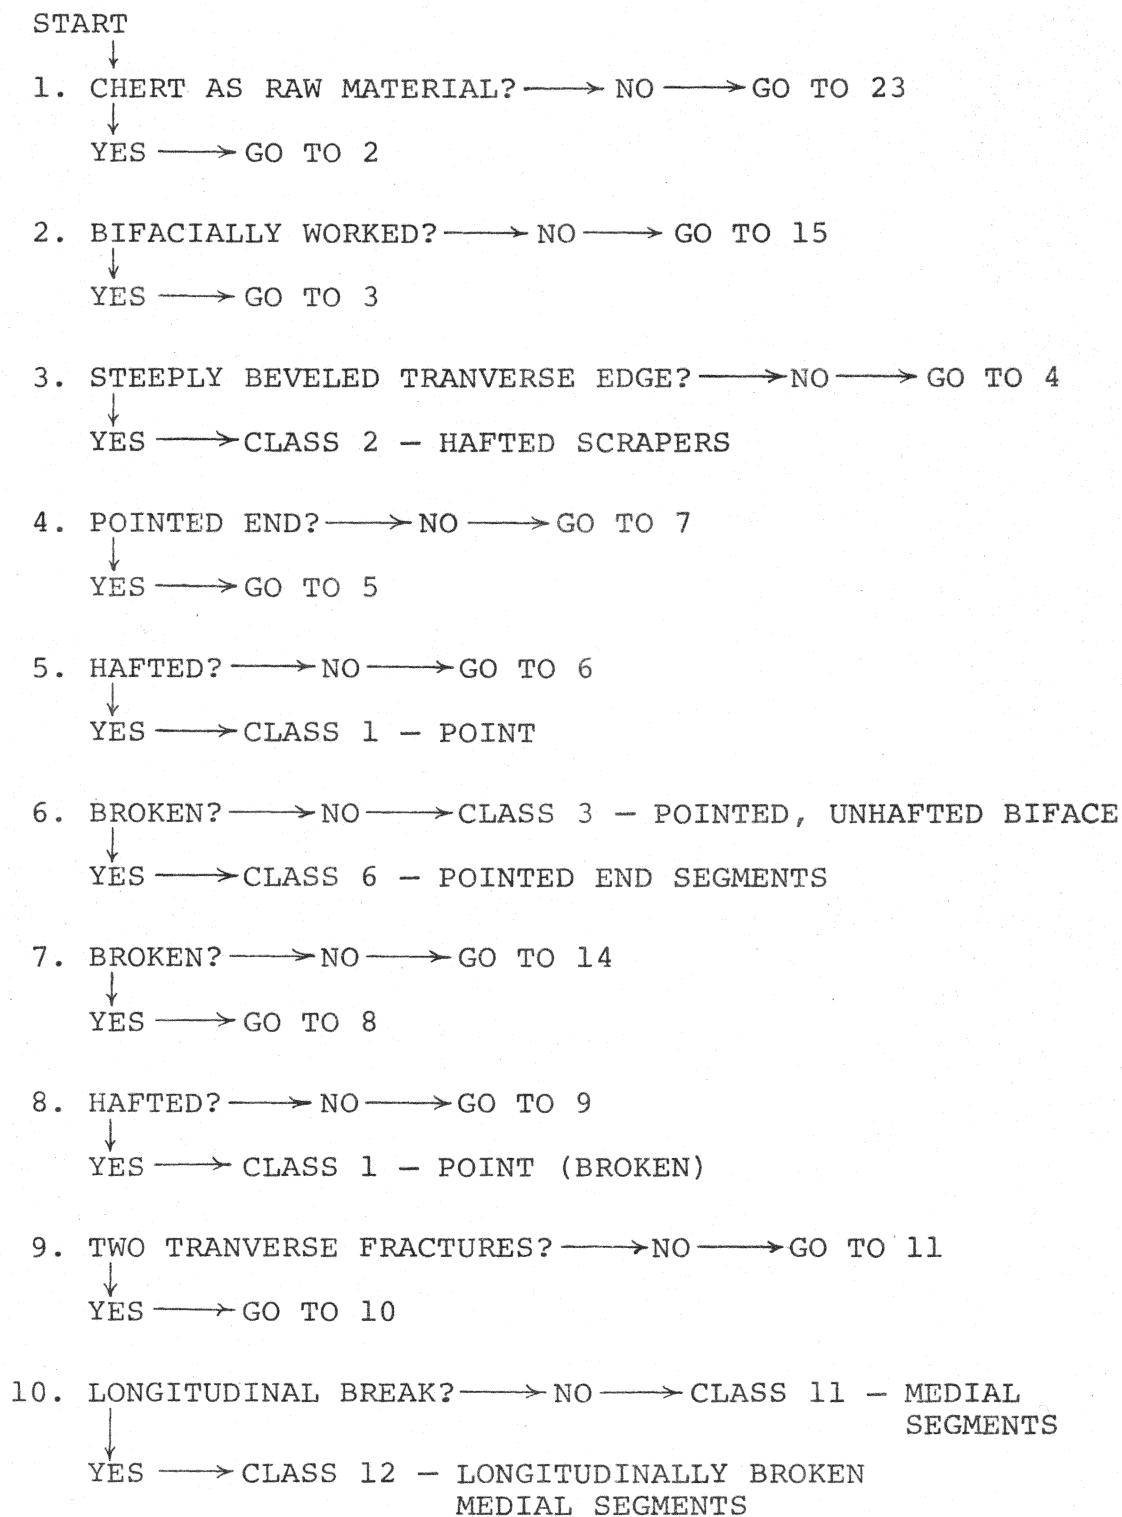 START
1. CHERT AS RAW MATERIAL? → NO → GO TO 23
YES → GO TO 2
2. BIFACIALLY WORKED? → NO → GO TO 15
YES → GO TO 3
3. STEEPLY BEVELED TRANVERSE EDGE? → NO → GO TO 4
YES → CLASS 2 – HAFTED SCRAPERS
4. POINTED END? → NO → GO TO 7
YES → GO TO 5
5. HAFTED? → NO → GO TO 6
YES → CLASS 1 – POINT
6. BROKEN? → NO → CLASS 3 – POINTED, UNHAFTED BIFACE
YES → CLASS 6 – POINTED END SEGMENTS
7. BROKEN? → NO → GO TO 14
YES → GO TO 8
8. HAFTED? → NO → GO TO 9
YES → CLASS 1 – POINT (BROKEN)
9. TWO TRANVERSE FRACTURES? → NO → GO TO 11
YES → GO TO 10
10. LONGITUDINAL BREAK? → NO → CLASS 11 – MEDIAL
SEGMENTS
YES → CLASS 12 – LONGITUDINALLY BROKEN
MEDIAL SEGMENTS